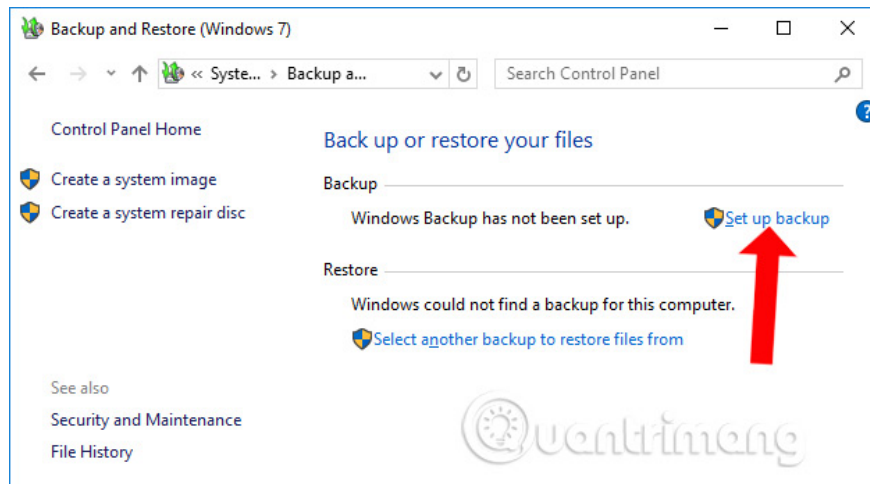 Backup and Restore (Windows 7)
« Syste... › Backup a...
Search Control Panel
?
Control Panel Home
Create a system image
Create a system repair disc
Back up or restore your files
Backup
Windows Backup has not been set up.
Set up backup
Restore
Windows could not find a backup for this computer.
Select another backup to restore files from
See also
Security and Maintenance
File History
Quantrimang